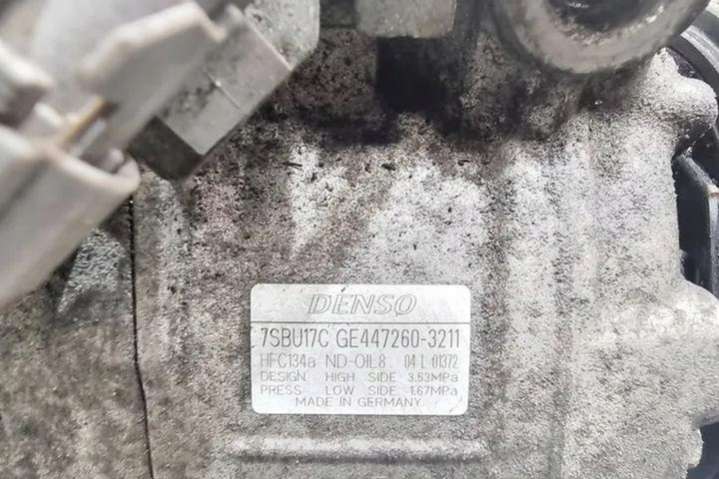 DENSO
7SBU17C GE447260-3211
HFC134a ND-OIL8 04 L 01372
DESIGN HIGH SIDE 3.53MPa
PRESS LOW SIDE 1.67MPa
MADE IN GERMANY